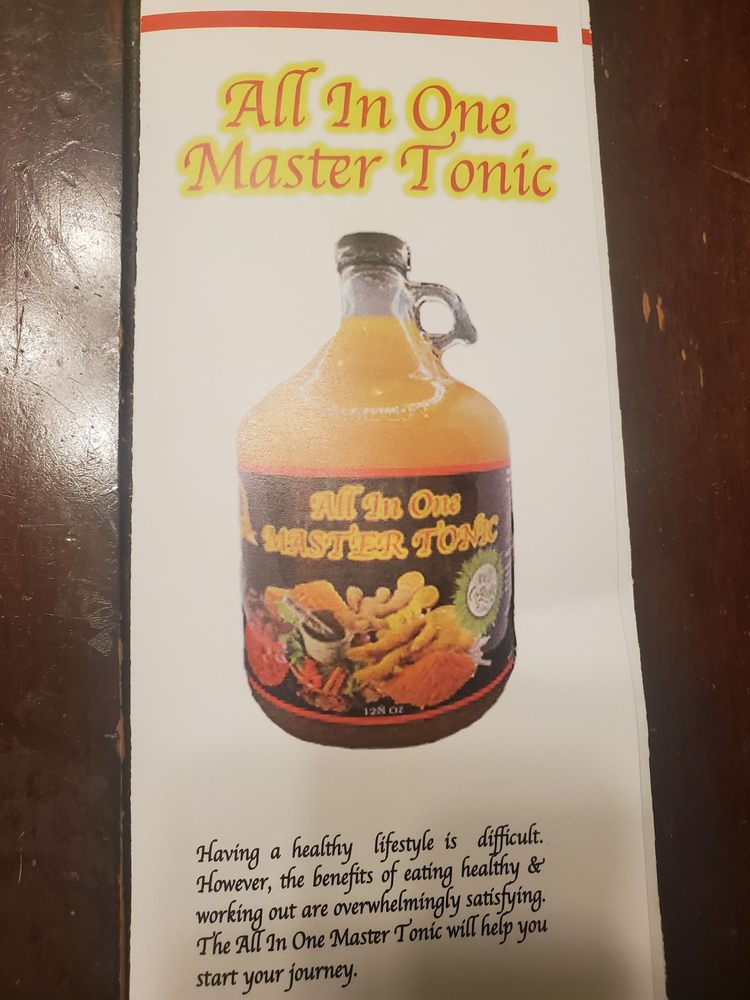 All In One
Master Tonic
All In One
MASTER TONIC
128 OZ
Having a healthy lifestyle is difficult.
However, the benefits of eating healthy &
working out are overwhelmingly satisfying.
The All In One Master Tonic will help you
start your journey.